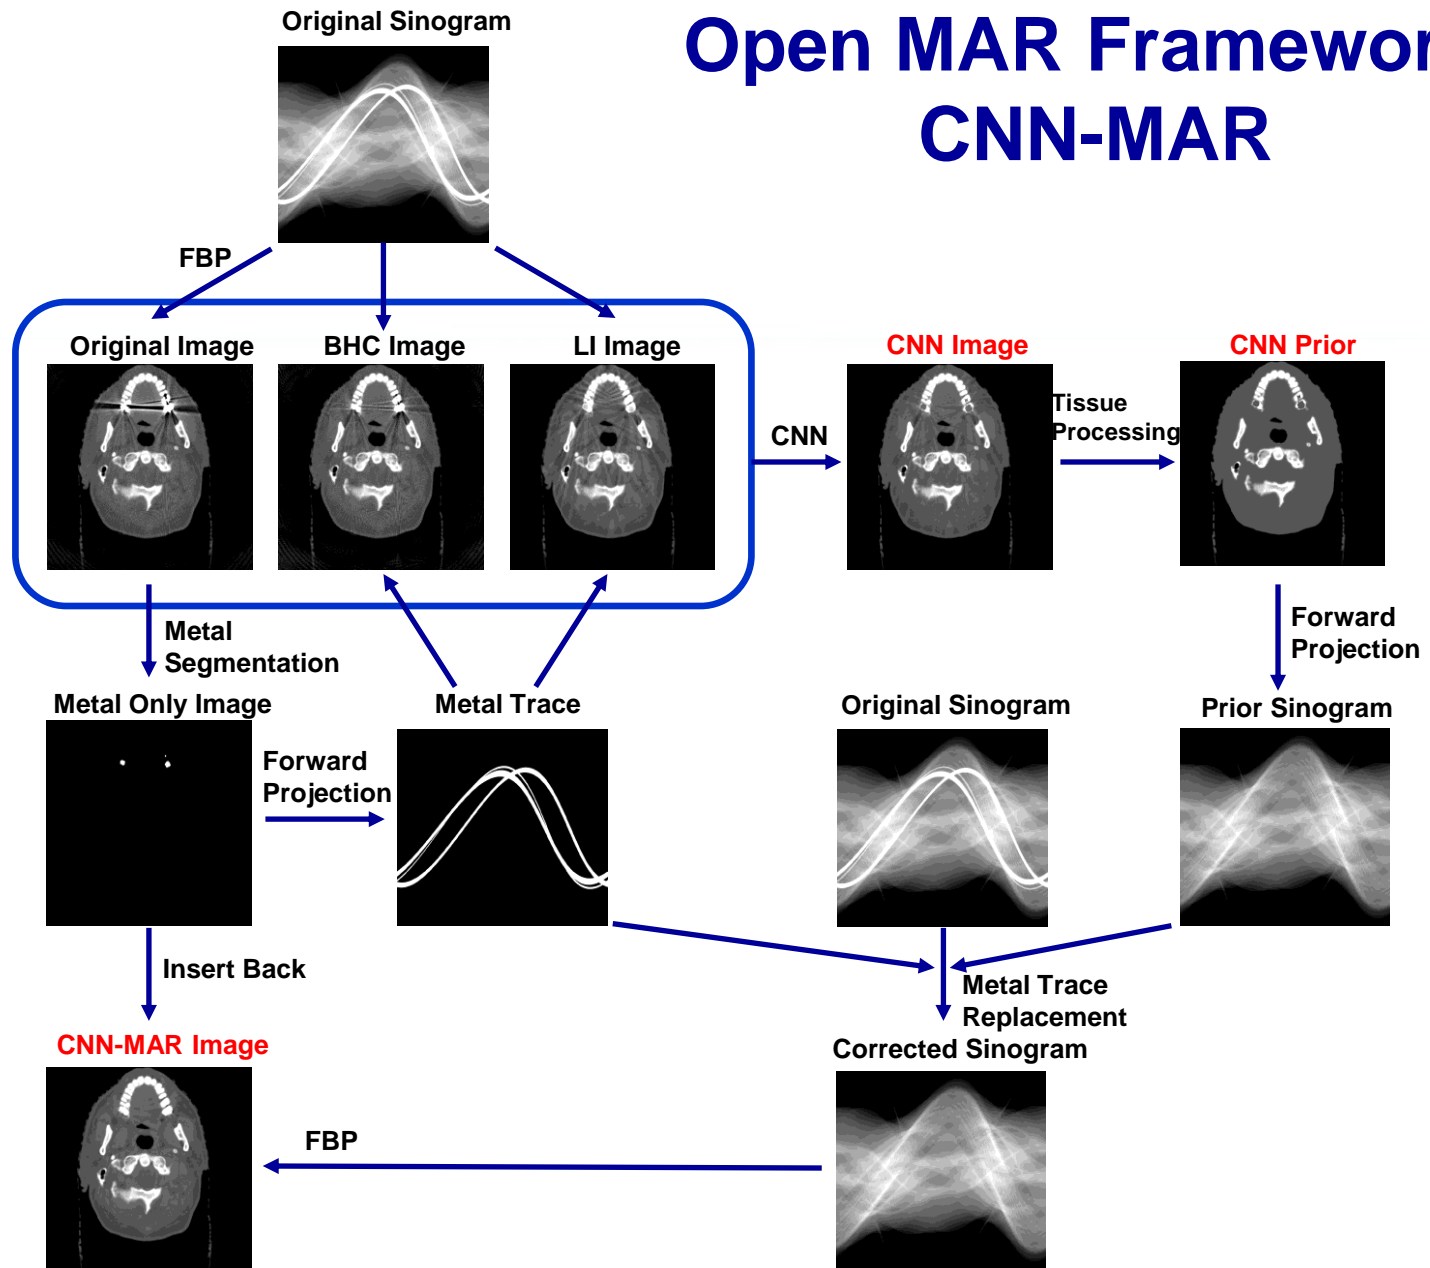 Original Sinogram
Open MAR Framewor
CNN-MAR
FBP
Original Image
BHC Image
LI Image
CNN Image
CNN Prior
CNN
Tissue
Processing
Metal
Segmentation
Forward
Projection
Metal Only Image
Metal Trace
Original Sinogram
Prior Sinogram
Forward
Projection
Insert Back
Metal Trace
Replacement
CNN-MAR Image
Corrected Sinogram
FBP